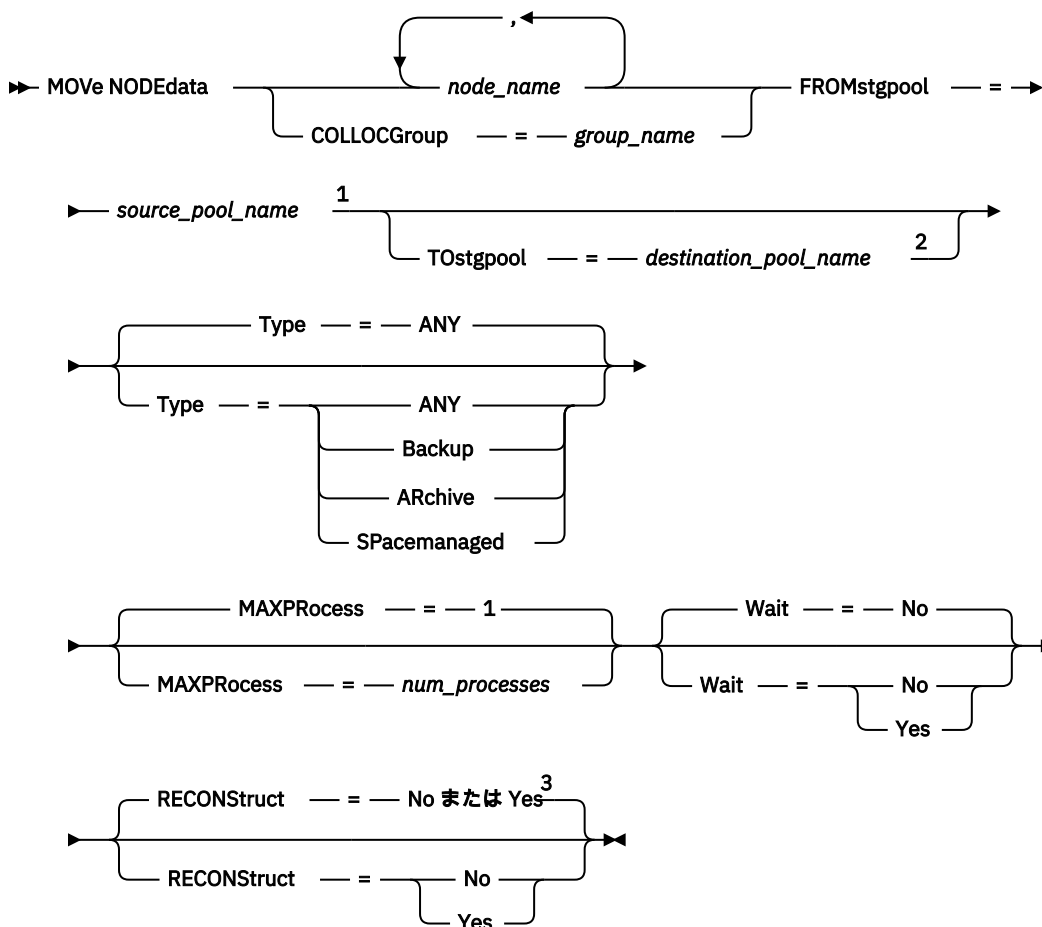 ,
MOVe NODEdata node_name FROMstgpool =
COLLOCGroup = group_name
source_pool_name 1
TOstgpool = destination_pool_name 2
Type = ANY
Type = ANY
Backup
ARchive
SPacemanaged
MAXPRocess = 1 Wait = No
MAXPRocess = num_processes Wait = No
Yes
RECONStruct = No または Yes 3
RECONStruct = No
Yes